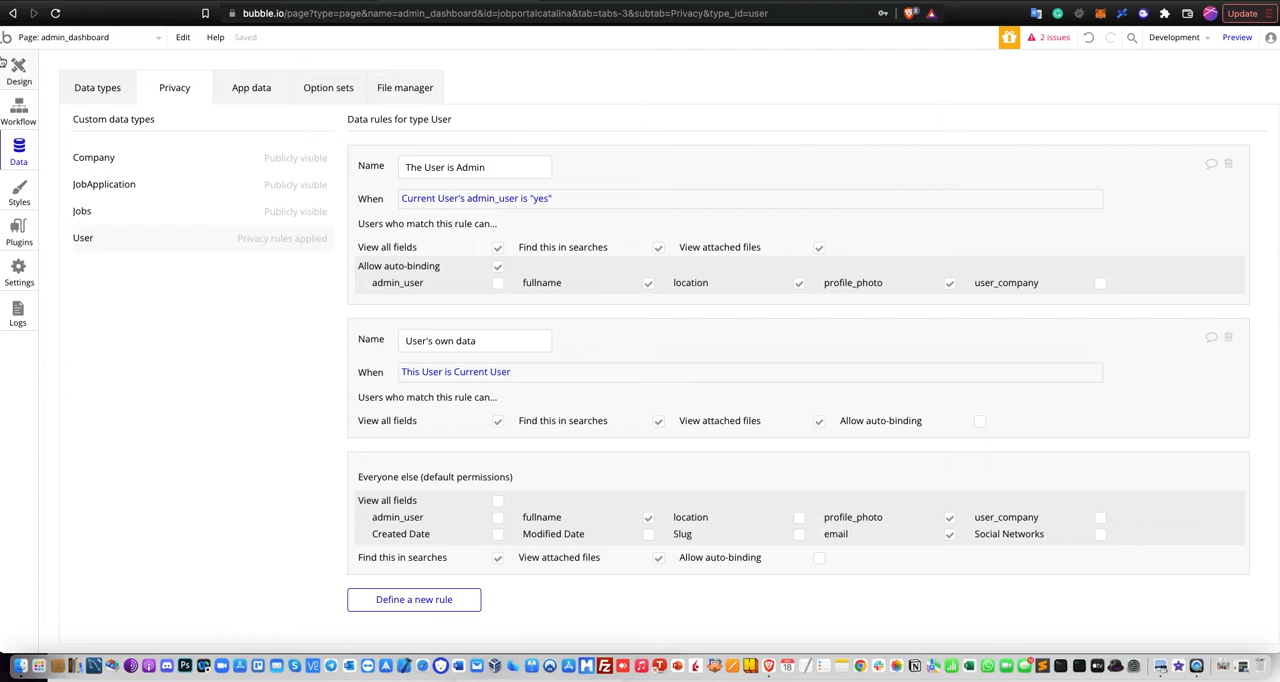 bubble.io/page?type=page&name=admin_dashboard&id=jobportalcatalina&tab=tabs-3&subtab=Privacy&type_id=user
3
Update
Page: admin_dashboard
Edit
Help
Saved
2 issues
Development
Preview
Design
Workflow
Data
Styles
Plugins
Settings
Logs
Data types
Privacy
App data
Option sets
File manager
Custom data types
Company Publicly visible
JobApplication Publicly visible
Jobs Publicly visible
User Privacy rules applied
Data rules for type User
Name The User is Admin
When Current User's admin_user is "yes"
Users who match this rule can...
View all fields Find this in searches View attached files
Allow auto-binding
admin_user fullname location profile_photo user_company
Name User's own data
When This User is Current User
Users who match this rule can...
View all fields Find this in searches View attached files Allow auto-binding
Everyone else (default permissions)
View all fields
admin_user fullname location profile_photo user_company
Created Date Modified Date Slug email Social Networks
Find this in searches View attached files Allow auto-binding
Define a new rule